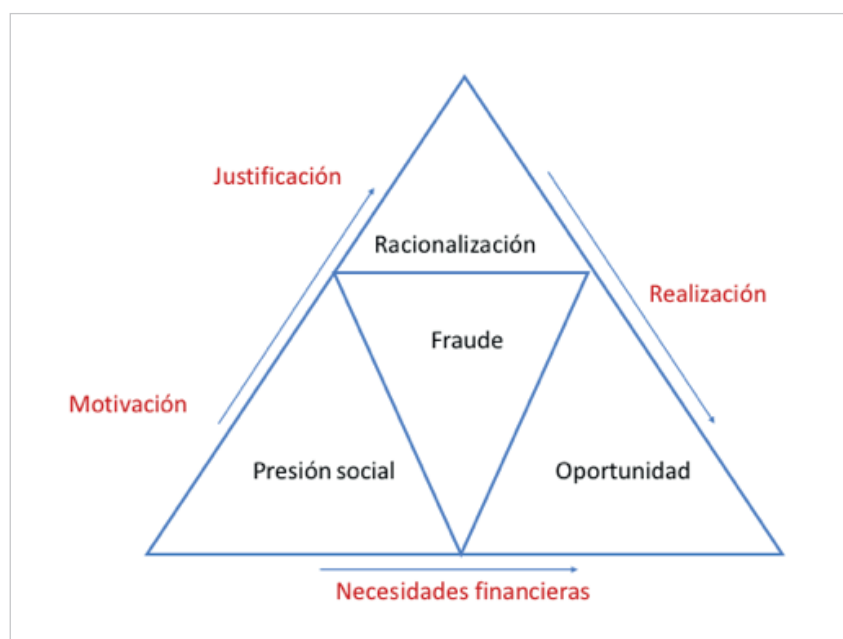 Justificación
Racionalización
Realización
Fraude
Motivación
Presión social
Oportunidad
Necesidades financieras